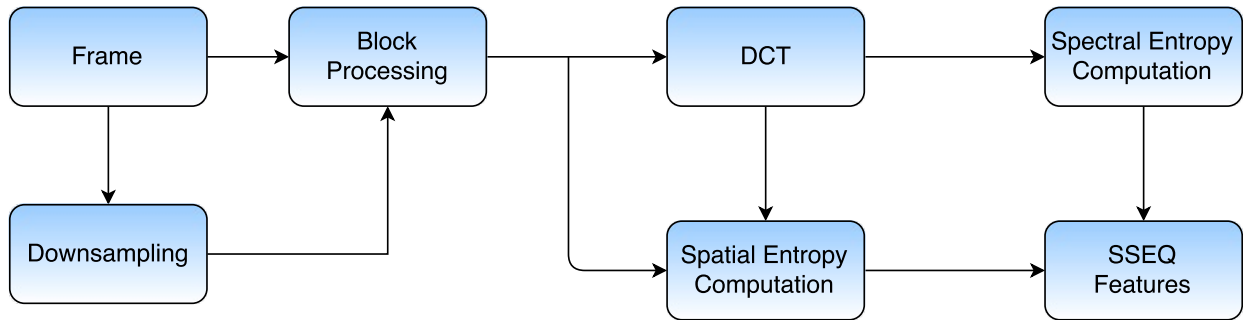 Frame
Block
Processing
DCT
Spectral Entropy
Computation
Downsampling
Spatial Entropy
Computation
SSEQ
Features